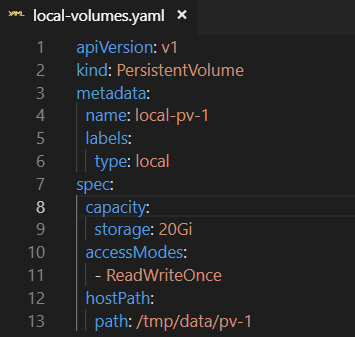 YAML local-volumes.yaml ×
1 apiVersion: v1
2 kind: PersistentVolume
3 metadata:
4   name: local-pv-1
5   labels:
6     type: local
7 spec:
8   capacity:
9     storage: 20Gi
10   accessModes:
11     - ReadWriteOnce
12   hostPath:
13     path: /tmp/data/pv-1